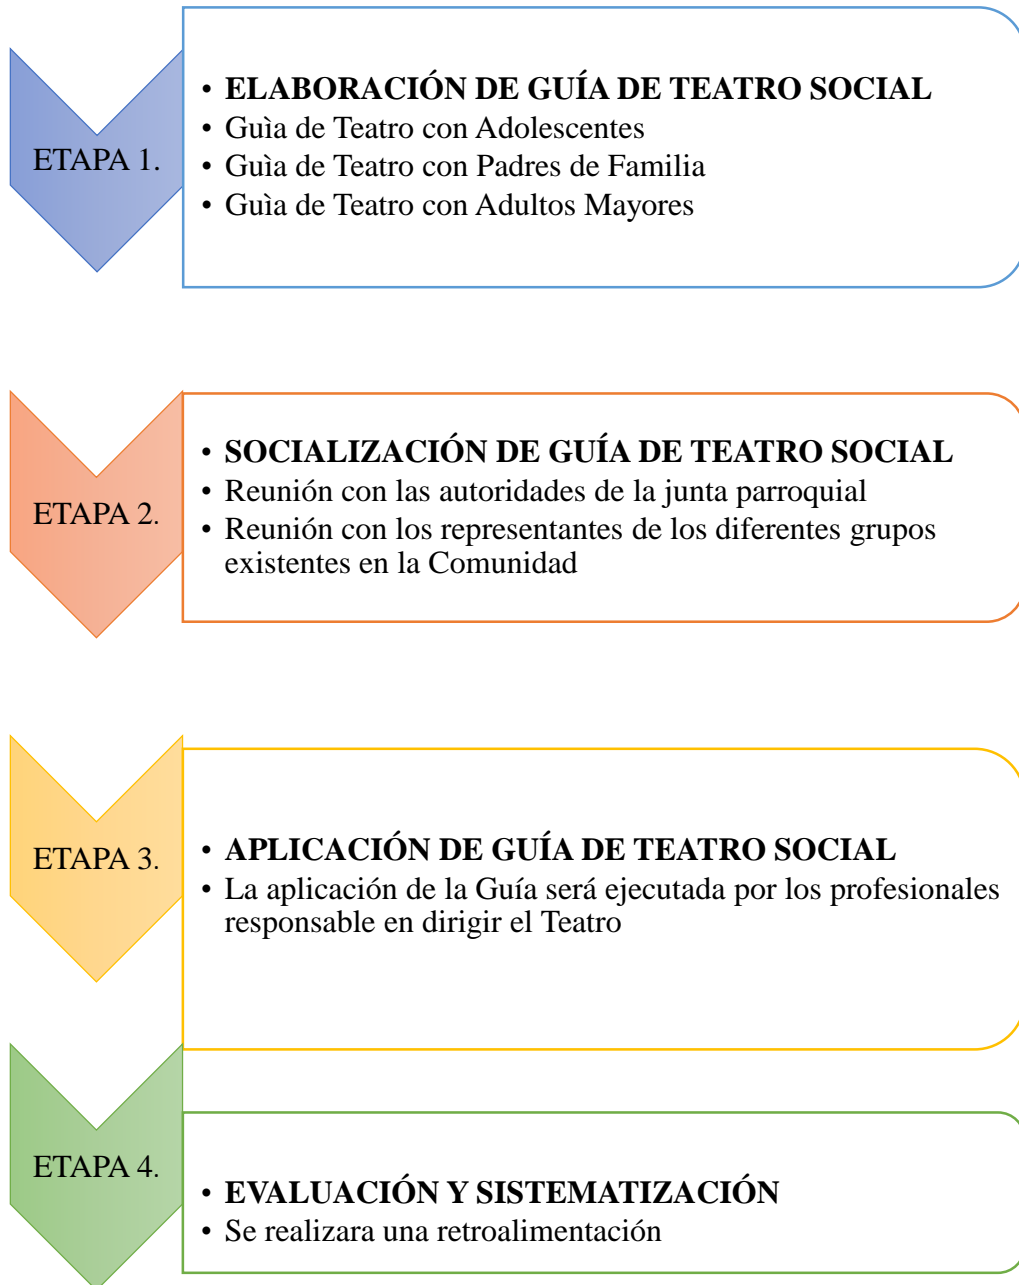 ETAPA 1.
• ELABORACIÓN DE GUÍA DE TEATRO SOCIAL
• Guìa de Teatro con Adolescentes
• Guìa de Teatro con Padres de Familia
• Guìa de Teatro con Adultos Mayores
ETAPA 2.
• SOCIALIZACIÓN DE GUÍA DE TEATRO SOCIAL
• Reunión con las autoridades de la junta parroquial
• Reunión con los representantes de los diferentes grupos
existentes en la Comunidad
ETAPA 3.
• APLICACIÓN DE GUÍA DE TEATRO SOCIAL
• La aplicación de la Guía será ejecutada por los profesionales
responsable en dirigir el Teatro
ETAPA 4.
• EVALUACIÓN Y SISTEMATIZACIÓN
• Se realizara una retroalimentación